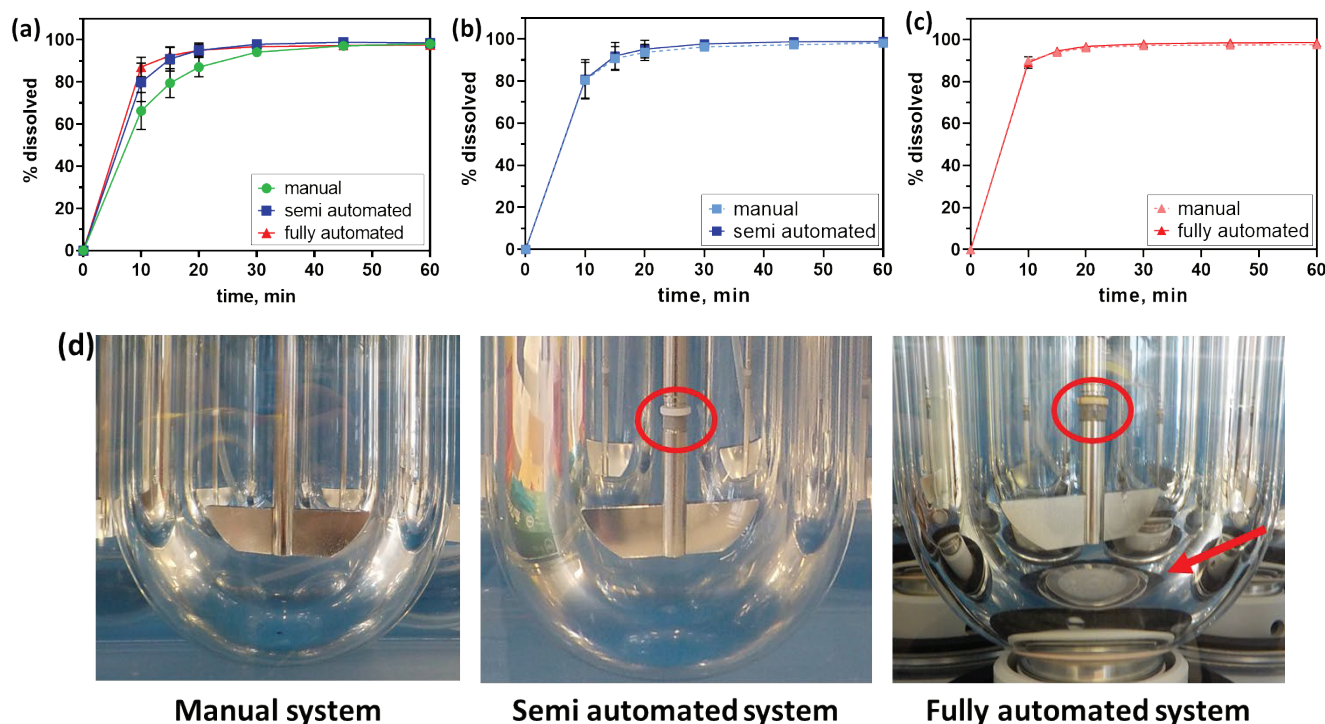 (a)
100
80
60
40
20
0
% dissolved
0 10 20 30 40 50 60
time, min
manual
semi automated
fully automated
(b)
100
80
60
40
20
0
% dissolved
0 10 20 30 40 50 60
time, min
manual
semi automated
(c)
100
80
60
40
20
0
% dissolved
0 10 20 30 40 50 60
time, min
manual
fully automated
(d)
Manual system
Semi automated system
Fully automated system